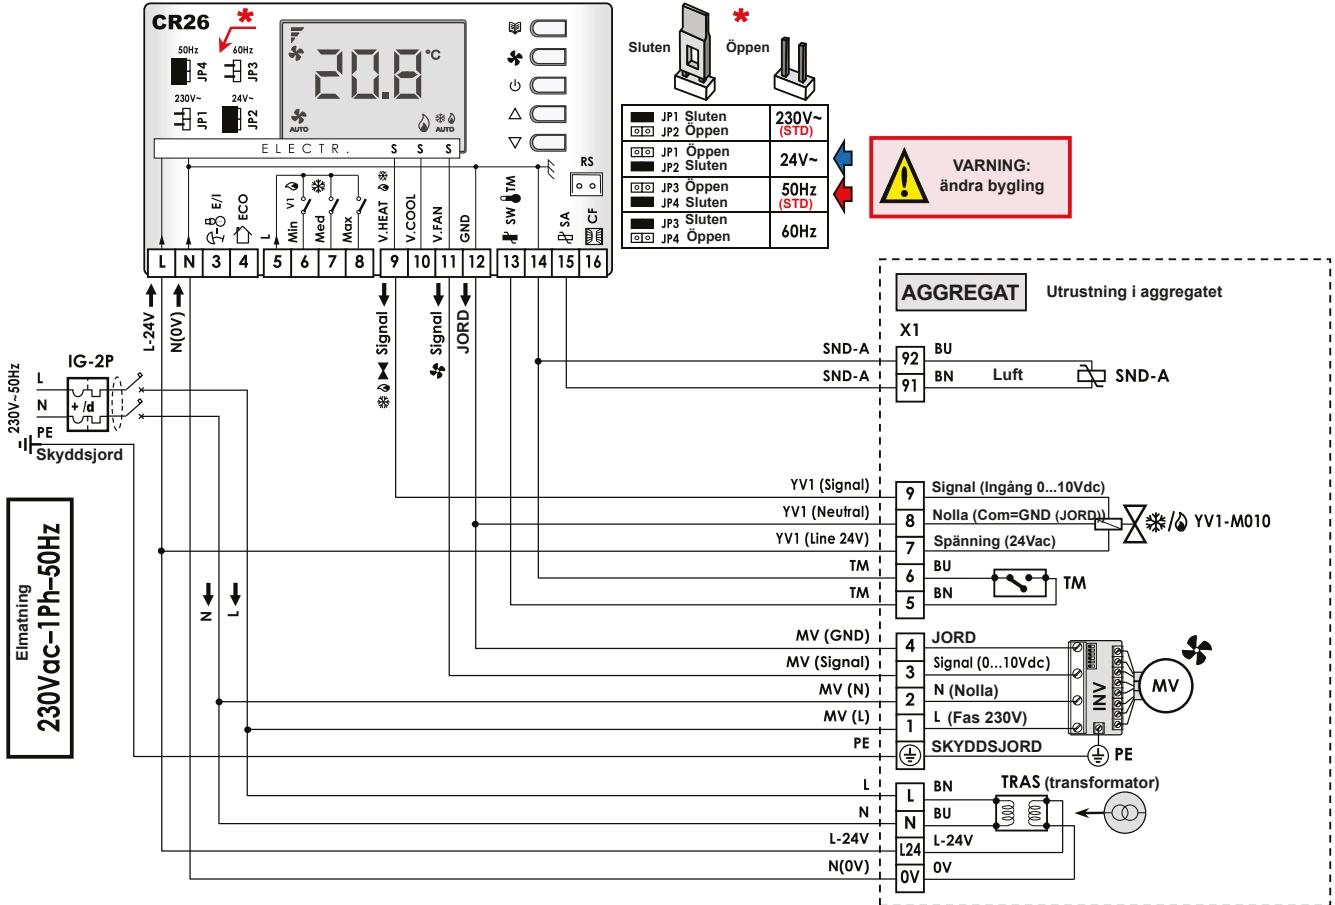 CR26
*
50Hz
60Hz
JP4
JP3
230V~
24V~
JP1
JP2
20.8 °C
AUTO
AUTO
ELECTR. S S S
RS
E/I
ECO
L
Min
V1
Med
Max
V.HEAT
V.COOL
V.FAN
GND
SW
TM
SA
CF
L N 3 4 5 6 7 8 9 10 11 12 13 14 15 16
*
Sluten
Öppen
JP1 Sluten
JP2 Öppen
230V~
(STD)
JP1 Öppen
JP2 Sluten
24V~
JP3 Öppen
JP4 Sluten
50Hz
(STD)
JP3 Sluten
JP4 Öppen
60Hz
VARNING:
ändra bygling
L-24V
N(0V)
Signal
Signal
JORD
IG-2P
230V~50Hz
L
N
PE
+ /d
Skyddsjord
Elmatning
230Vac–1Ph–50Hz
N
L
AGGREGAT
Utrustning i aggregatet
X1
SND-A 92 BU
SND-A 91 BN
Luft
SND-A
YV1 (Signal) 9 Signal (Ingång 0...10Vdc)
YV1 (Neutral) 8 Nolla (Com=GND (JORD))
YV1-M010
YV1 (Line 24V) 7 Spänning (24Vac)
TM 6 BU
TM
TM 5 BN
MV (GND) 4 JORD
MV (Signal) 3 Signal (0...10Vdc)
MV (N) 2 N (Nolla)
MV (L) 1 L (Fas 230V)
INV
MV
PE SKYDDSJORD
PE
TRAS (transformator)
L L BN
N N BU
L-24V L24 L-24V
N(0V) 0V 0V